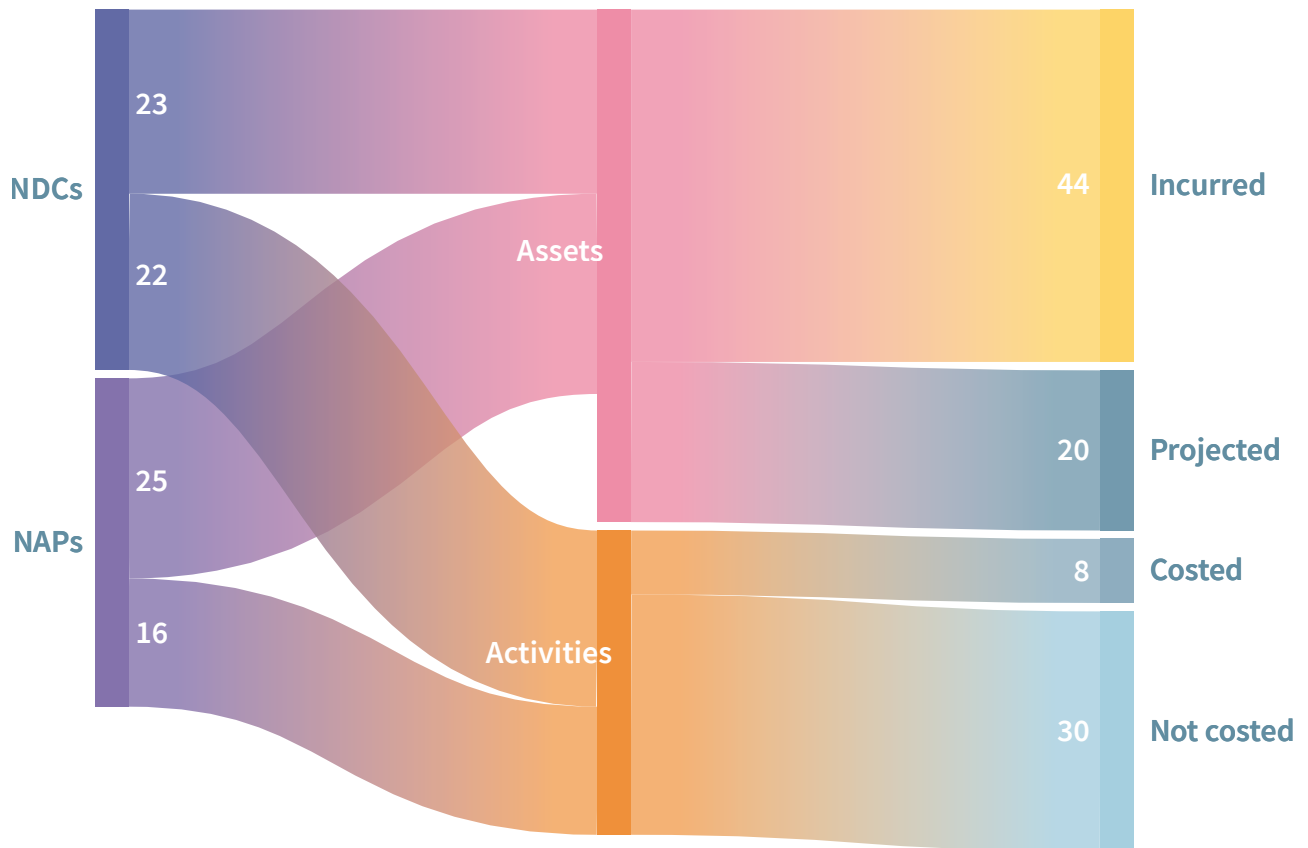 NDCs
23
22
NAPs
25
16
Assets
Activities
44
Incurred
20
Projected
8
Costed
30
Not costed